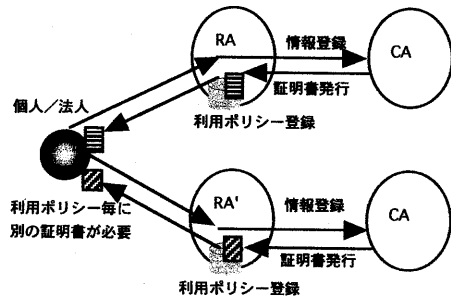 RA
情報登録
CA
証明書発行
個人／法人
利用ポリシー登録
利用ポリシー毎に
別の証明書が必要
RA'
情報登録
CA
証明書発行
利用ポリシー登録